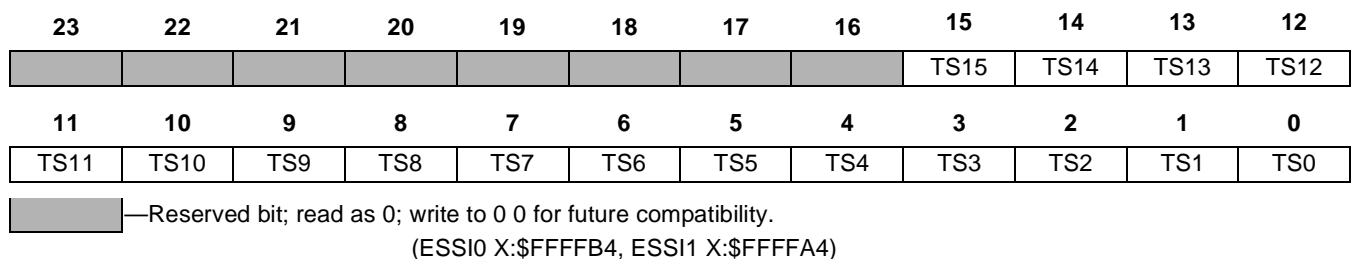 23 22 21 20 19 18 17 16 15 14 13 12
TS15 TS14 TS13 TS12
11 10 9 8 7 6 5 4 3 2 1 0
TS11 TS10 TS9 TS8 TS7 TS6 TS5 TS4 TS3 TS2 TS1 TS0
—Reserved bit; read as 0; write to 0 0 for future compatibility.
(ESSI0 X:$FFFFB4, ESSI1 X:$FFFFA4)